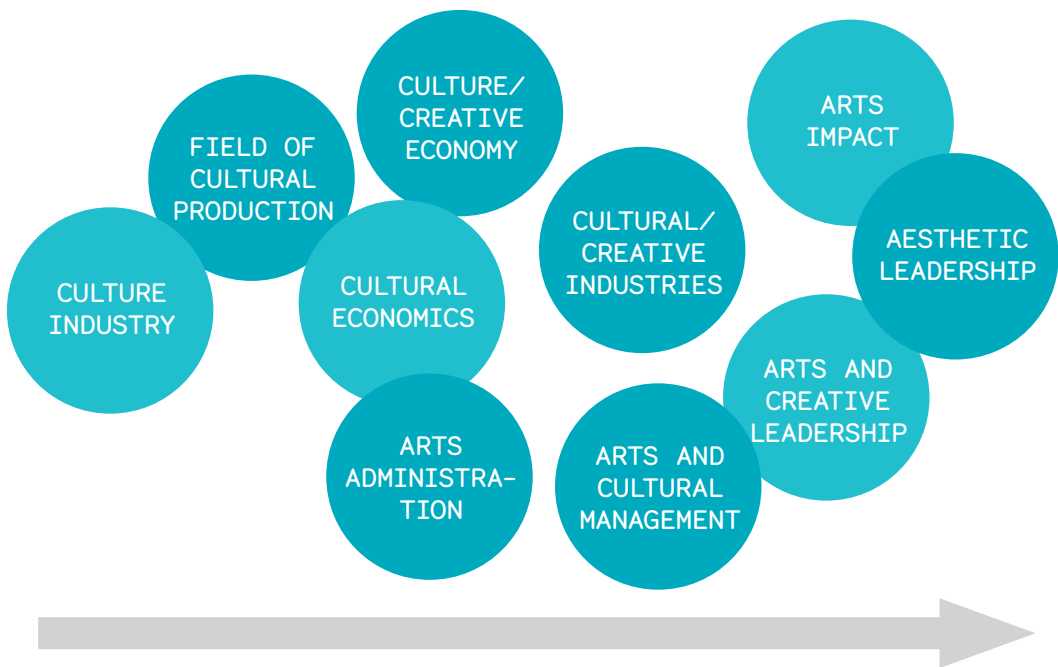 CULTURE
INDUSTRY
FIELD OF
CULTURAL
PRODUCTION
CULTURE/
CREATIVE
ECONOMY
CULTURAL
ECONOMICS
ARTS
ADMINISTRA-
TION
CULTURAL/
CREATIVE
INDUSTRIES
ARTS AND
CULTURAL
MANAGEMENT
ARTS
IMPACT
AESTHETIC
LEADERSHIP
ARTS AND
CREATIVE
LEADERSHIP